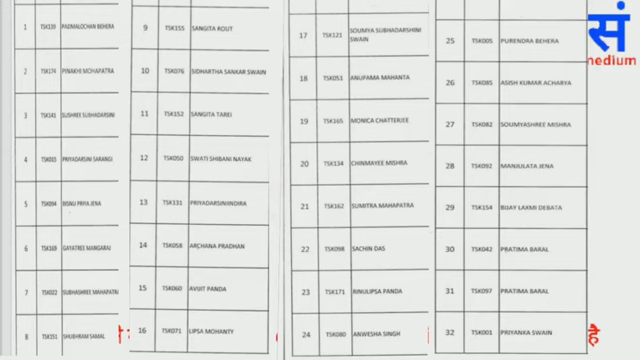 1 TSK139 PADMALOCHAN BEHERA
2 TSK174 PINAKHI MOHAPATRA
3 TSK141 SUSHREE SUBHADARSINI
4 TSK015 PRIYADARSINI SARANGI
5 TSK094 BISNU PRIYA JENA
6 TSK169 GAYATREE MANGARAJ
7 TSK022 SUBHASHREE MAHAPATR
8 TSK151 SHUBHRAM SAMAL
9 TSK155 SANGITA ROUT
10 TSK076 SIDHARTHA SANKAR SWAIN
11 TSK152 SANGITA TAREI
12 TSK050 SWATI SHIBANI NAYAK
13 TSK131 PRIYADARSINIINDIRA
14 TSK058 ARCHANA PRADHAN
15 TSK060 AVIJIT PANDA
16 TSK071 LIPSA MOHANTY
17 TSK121 SOUMYA SUBHADARSHINI
SWAIN
18 TSK051 ANUPAMA MAHANTA
19 TSK165 MONICA CHATTERJEE
20 TSK134 CHINMAYEE MISHRA
21 TSK162 SUMITRA MAHAPATRA
22 TSK098 SACHIN DAS
23 TSK171 RINULIPSA PANDA
24 TSK080 ANWESHA SINGH
25 TSK005 PURENDRA BEHERA
26 TSK085 ASISH KUMAR ACHARYA
27 TSK082 SOUMYASHREE MISHRA
28 TSK092 MANJULATA JENA
29 TSK154 BIJAY LAXMI DEBATA
30 TSK042 PRATIMA BARAL
31 TSK097 PRATIMA BARAL
32 TSK001 PRIYANKA SWAIN
सं
medium
है